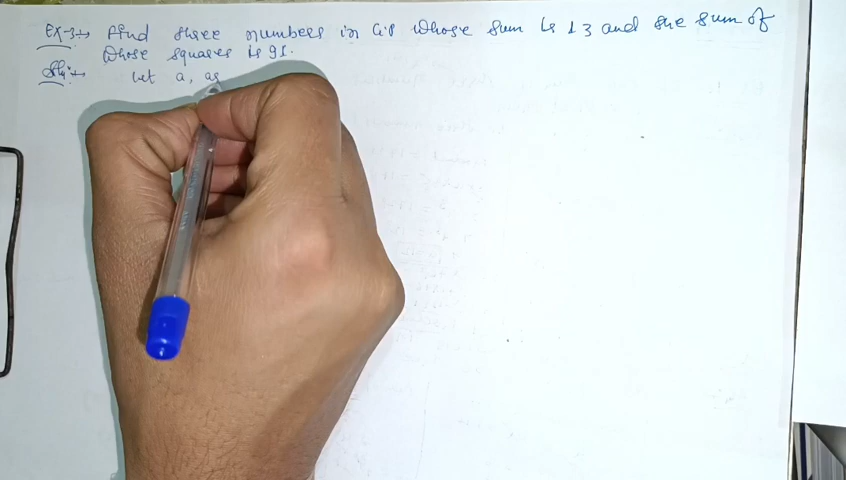 Ex-3:→ Find three numbers in G.P whose sum is 13 and the sum of
whose squares is 91.
Sol:→ Let a, ar